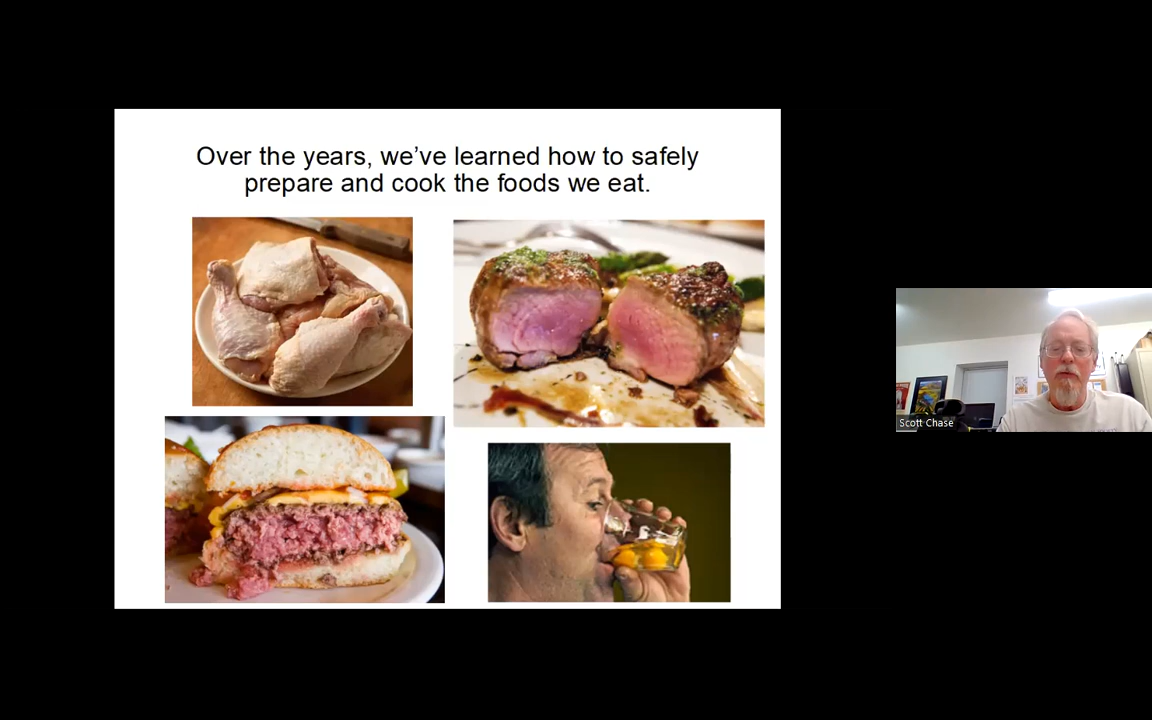 Over the years, we’ve learned how to safely
prepare and cook the foods we eat.
Scott Chase